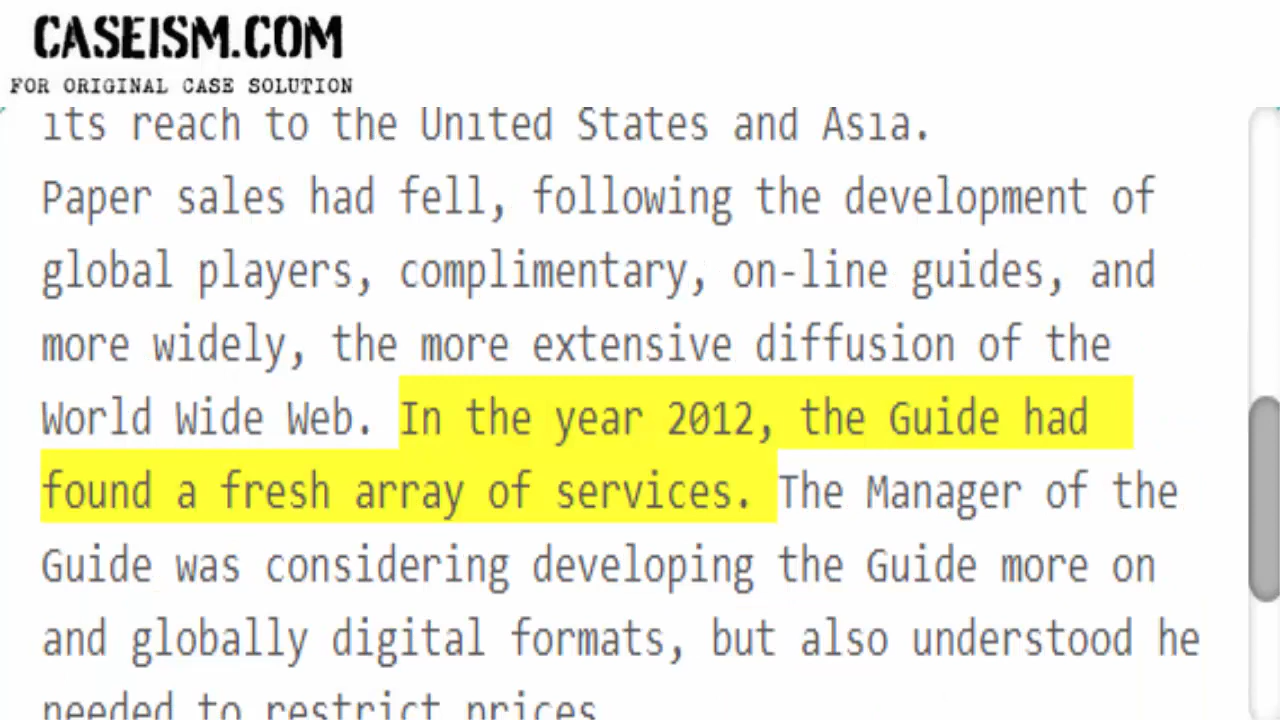 CASEISM.COM
FOR ORIGINAL CASE SOLUTION
its reach to the United States and Asia.
Paper sales had fell, following the development of
global players, complimentary, on-line guides, and
more widely, the more extensive diffusion of the
World Wide Web. In the year 2012, the Guide had
found a fresh array of services. The Manager of the
Guide was considering developing the Guide more on
and globally digital formats, but also understood he
needed to restrict prices